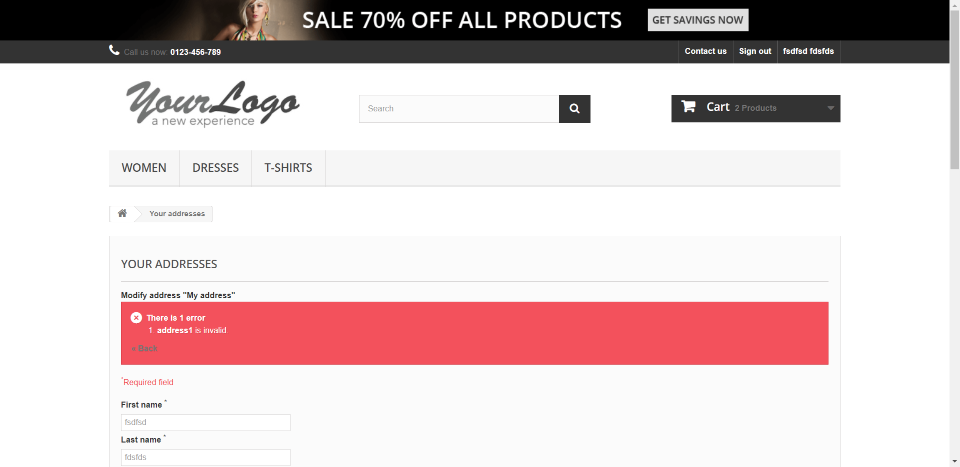 SALE 70% OFF ALL PRODUCTS GET SAVINGS NOW
Call us now: 0123-456-789 Contact us Sign out fsdfsd fdsfds
YourLogo
a new experience
Search
Cart 2 Products
WOMEN DRESSES T-SHIRTS
Your addresses
YOUR ADDRESSES
Modify address "My address"
There is 1 error
1 address1 is invalid.
« Back
*Required field
First name *
fsdfsd
Last name *
fdsfds